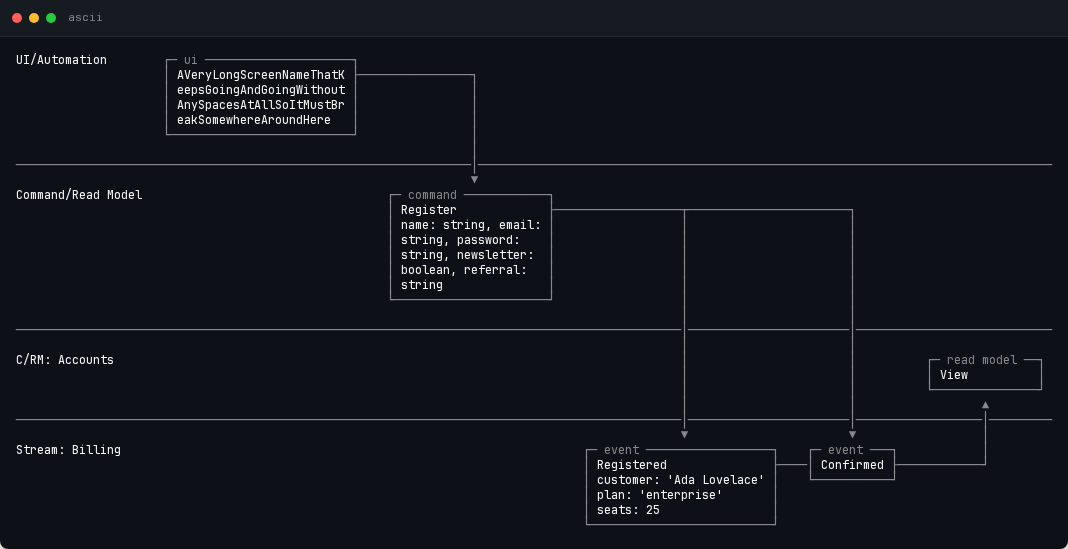 ascii
UI/Automation
ui
AVeryLongScreenNameThatK
eepsGoingAndGoingWithout
AnySpacesAtAllSoItMustBr
eakSomewhereAroundHere
Command/Read Model
command
Register
name: string, email:
string, password:
string, newsletter:
boolean, referral:
string
C/RM: Accounts
read model
View
Stream: Billing
event
Registered
customer: 'Ada Lovelace'
plan: 'enterprise'
seats: 25
event
Confirmed